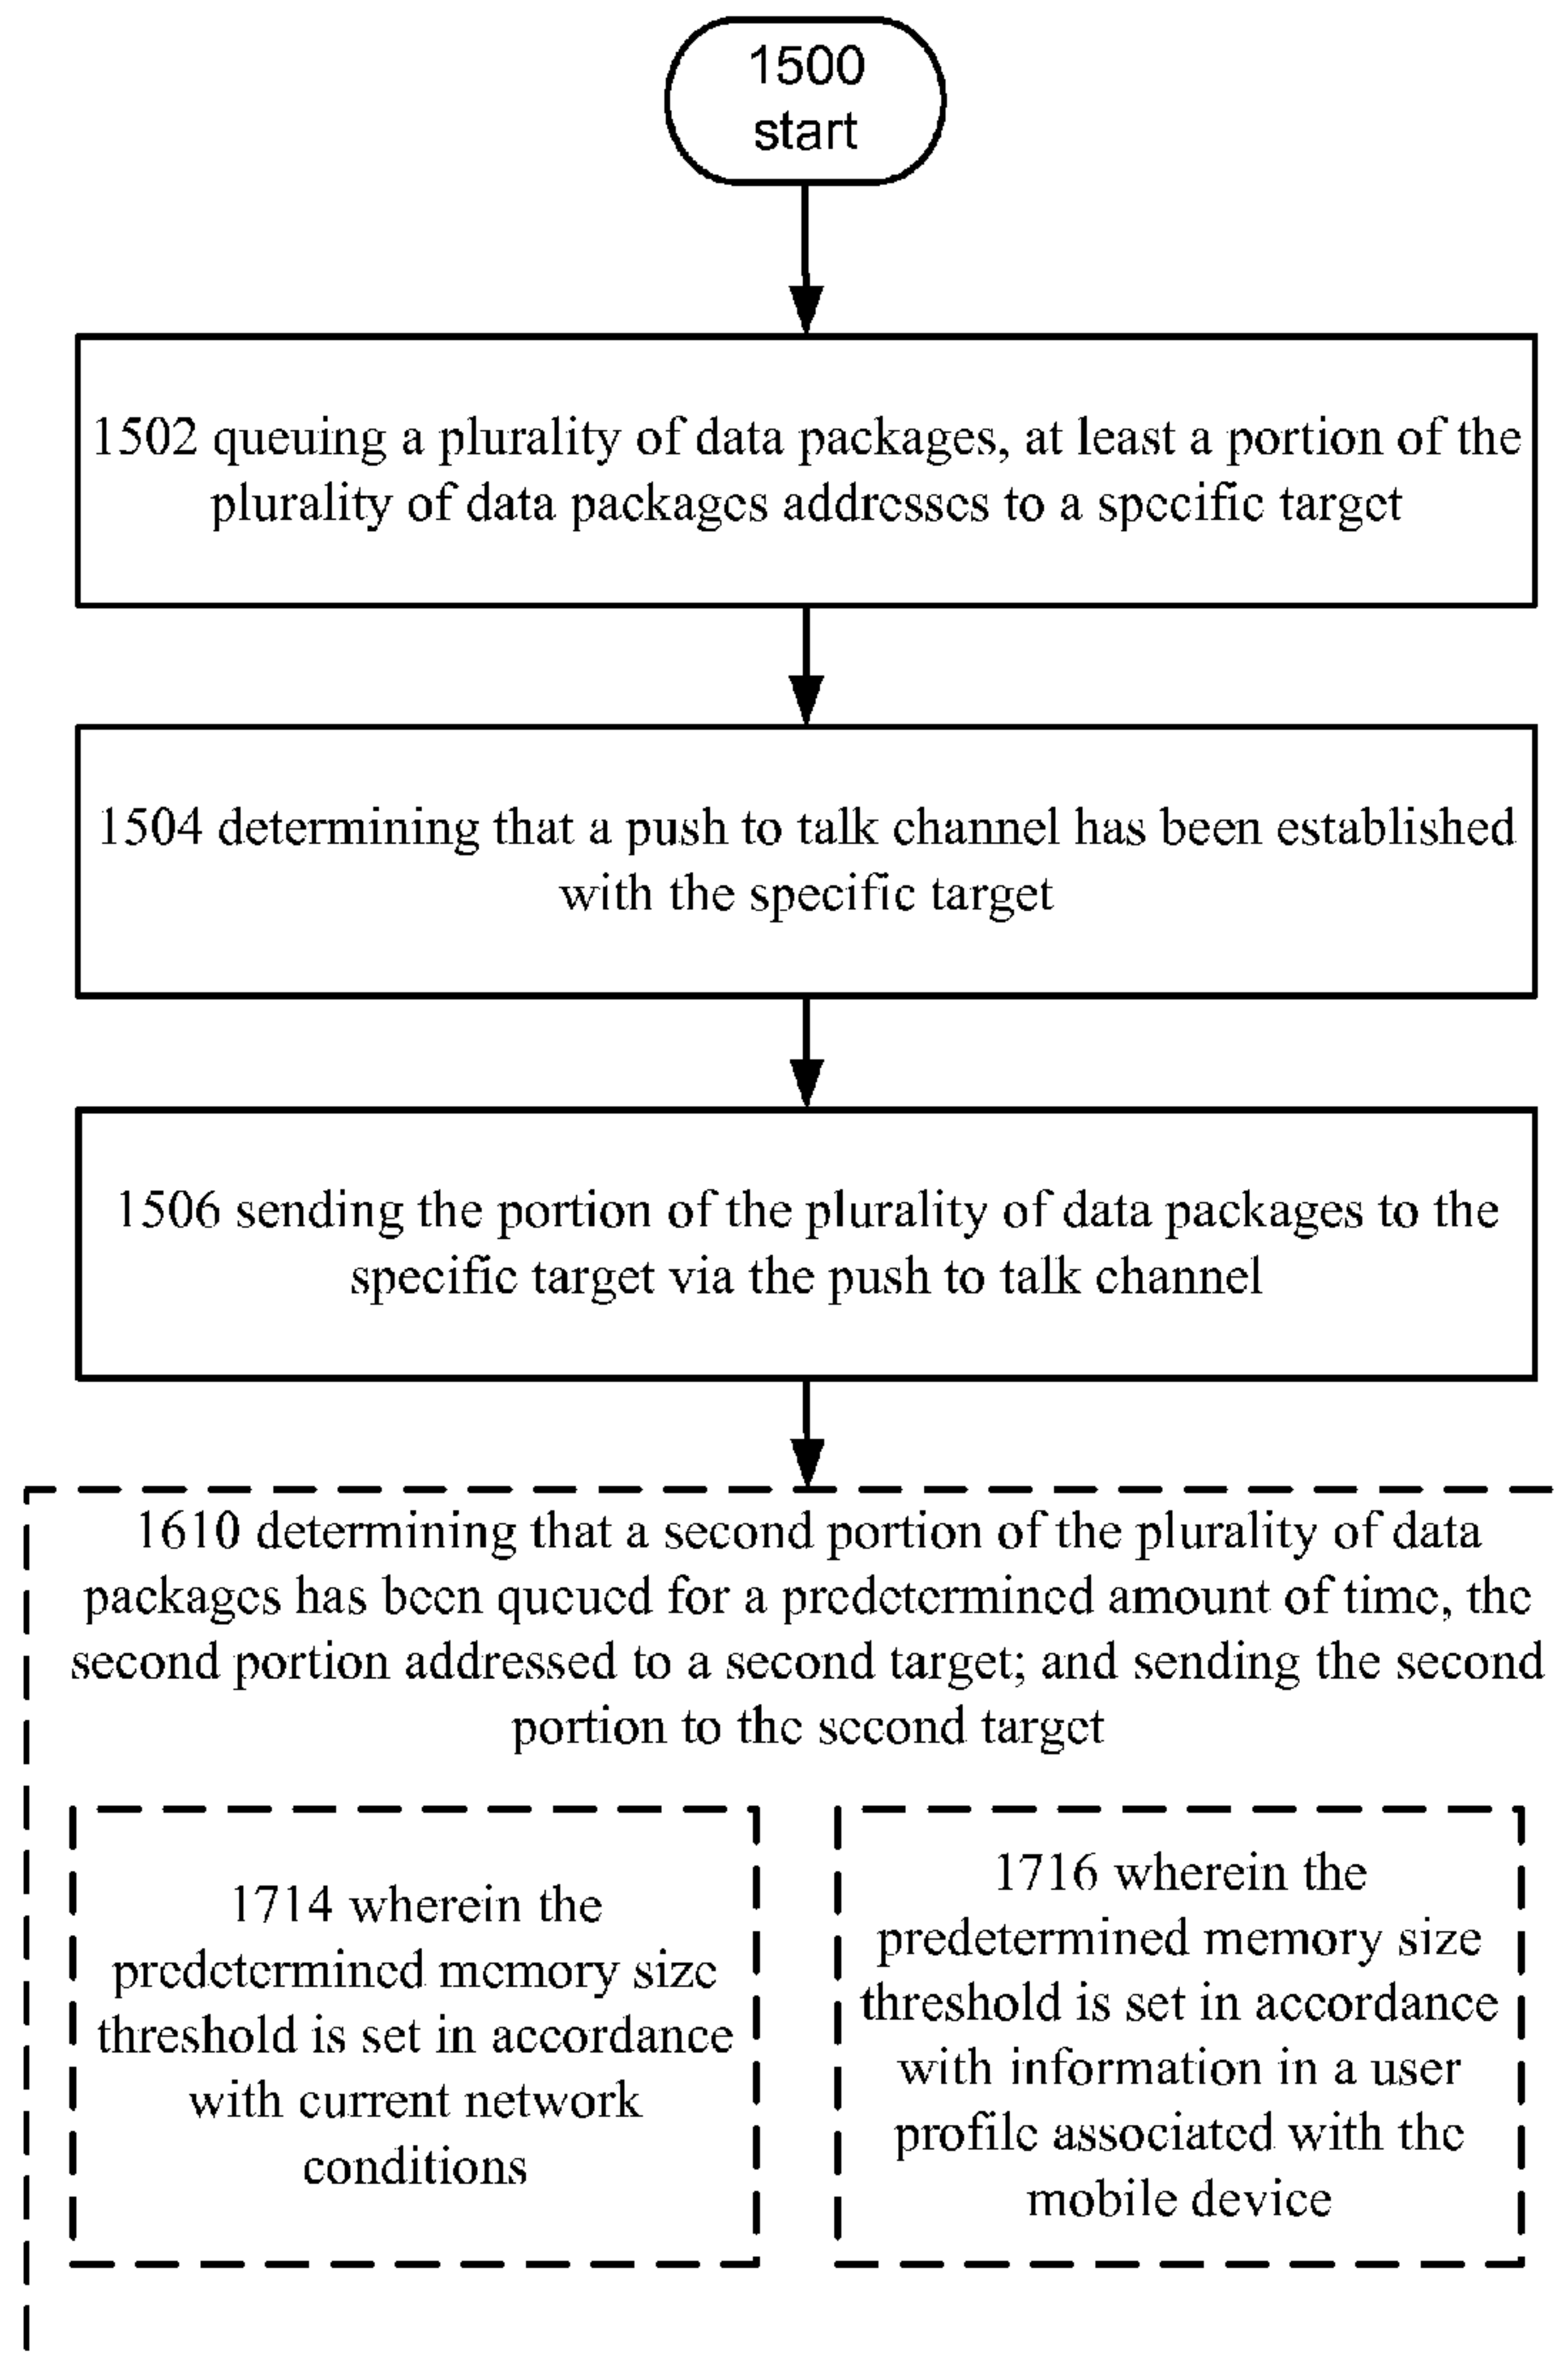 1500
start
1502 queuing a plurality of data packages, at least a portion of the
plurality of data packages addresses to a specific target
1504 determining that a push to talk channel has been established
with the specific target
1506 sending the portion of the plurality of data packages to the
specific target via the push to talk channel
1610 determining that a second portion of the plurality of data
packages has been queued for a predetermined amount of time, the
second portion addressed to a second target; and sending the second
portion to the second target
1714 wherein the
predetermined memory size
threshold is set in accordance
with current network
conditions
1716 wherein the
predetermined memory size
threshold is set in accordance
with information in a user
profile associated with the
mobile device